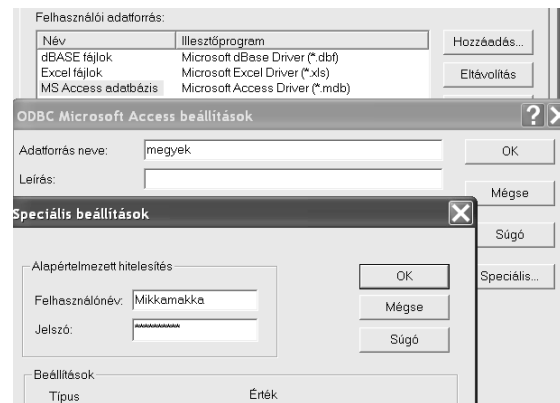 Felhasználói adatforrás:
Név Illesztőprogram
dBASE fájlok Microsoft dBase Driver (*.dbf)
Excel fájlok Microsoft Excel Driver (*.xls)
MS Access adatbázis Microsoft Access Driver (*.mdb)
Hozzáadás...
Eltávolítás
ODBC Microsoft Access beállítások
Adatforrás neve: megyek
OK
Leírás:
Mégse
Speciális beállítások
Súgó
Alapértelmezett hitelesítés
OK
Speciális...
Felhasználónév: Mikkamakka
Mégse
Jelszó: **********
Súgó
Beállítások
Típus Érték